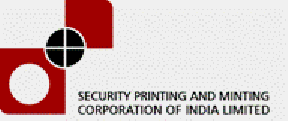 SECURITY PRINTING AND MINTING
CORPORATION OF INDIA LIMITED